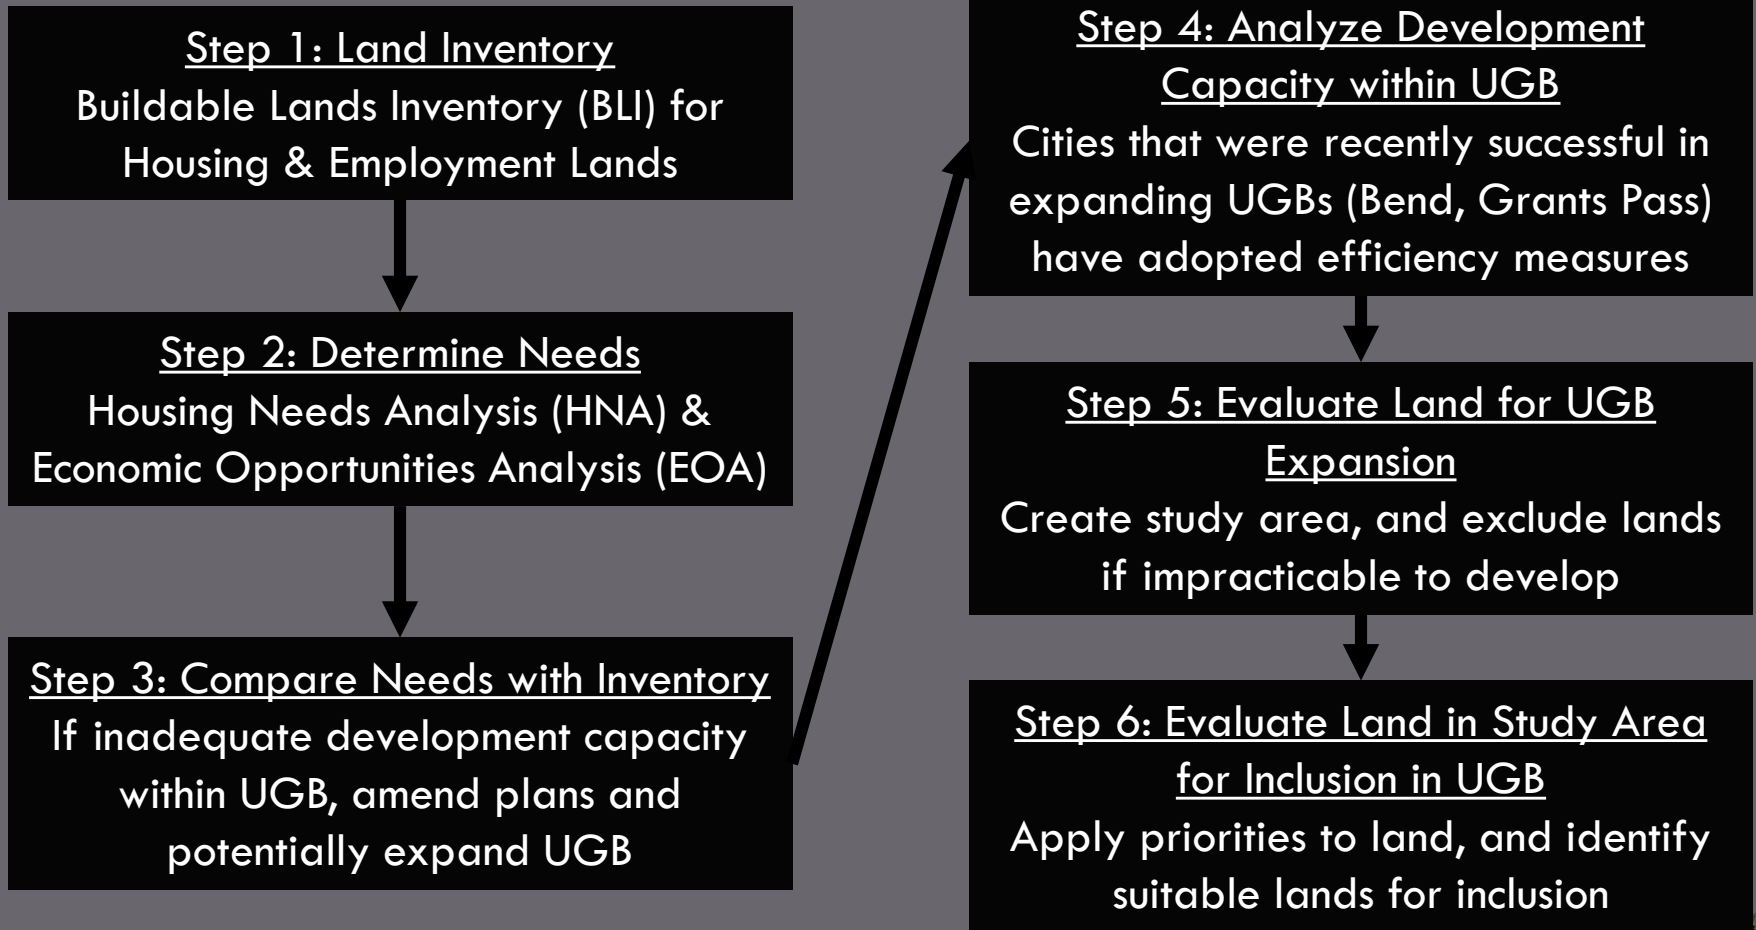 Step 1: Land Inventory
Buildable Lands Inventory (BLI) for
Housing & Employment Lands
Step 2: Determine Needs
Housing Needs Analysis (HNA) &
Economic Opportunities Analysis (EOA)
Step 3: Compare Needs with Inventory
If inadequate development capacity
within UGB, amend plans and
potentially expand UGB
Step 4: Analyze Development
Capacity within UGB
Cities that were recently successful in
expanding UGBs (Bend, Grants Pass)
have adopted efficiency measures
Step 5: Evaluate Land for UGB
Expansion
Create study area, and exclude lands
if impracticable to develop
Step 6: Evaluate Land in Study Area
for Inclusion in UGB
Apply priorities to land, and identify
suitable lands for inclusion